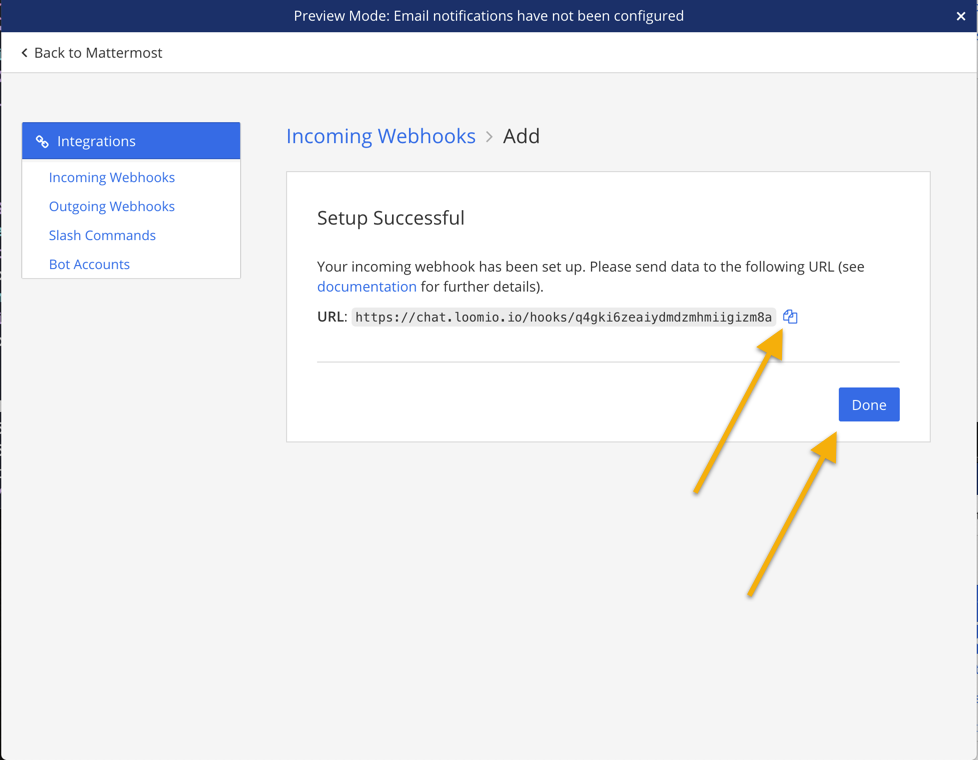 Preview Mode: Email notifications have not been configured
Back to Mattermost
Integrations
Incoming Webhooks
Outgoing Webhooks
Slash Commands
Bot Accounts
Incoming Webhooks > Add
Setup Successful
Your incoming webhook has been set up. Please send data to the following URL (see
documentation for further details).
URL: https://chat.loomio.io/hooks/q4gki6zeaiydmdzmhmiigizm8a
Done